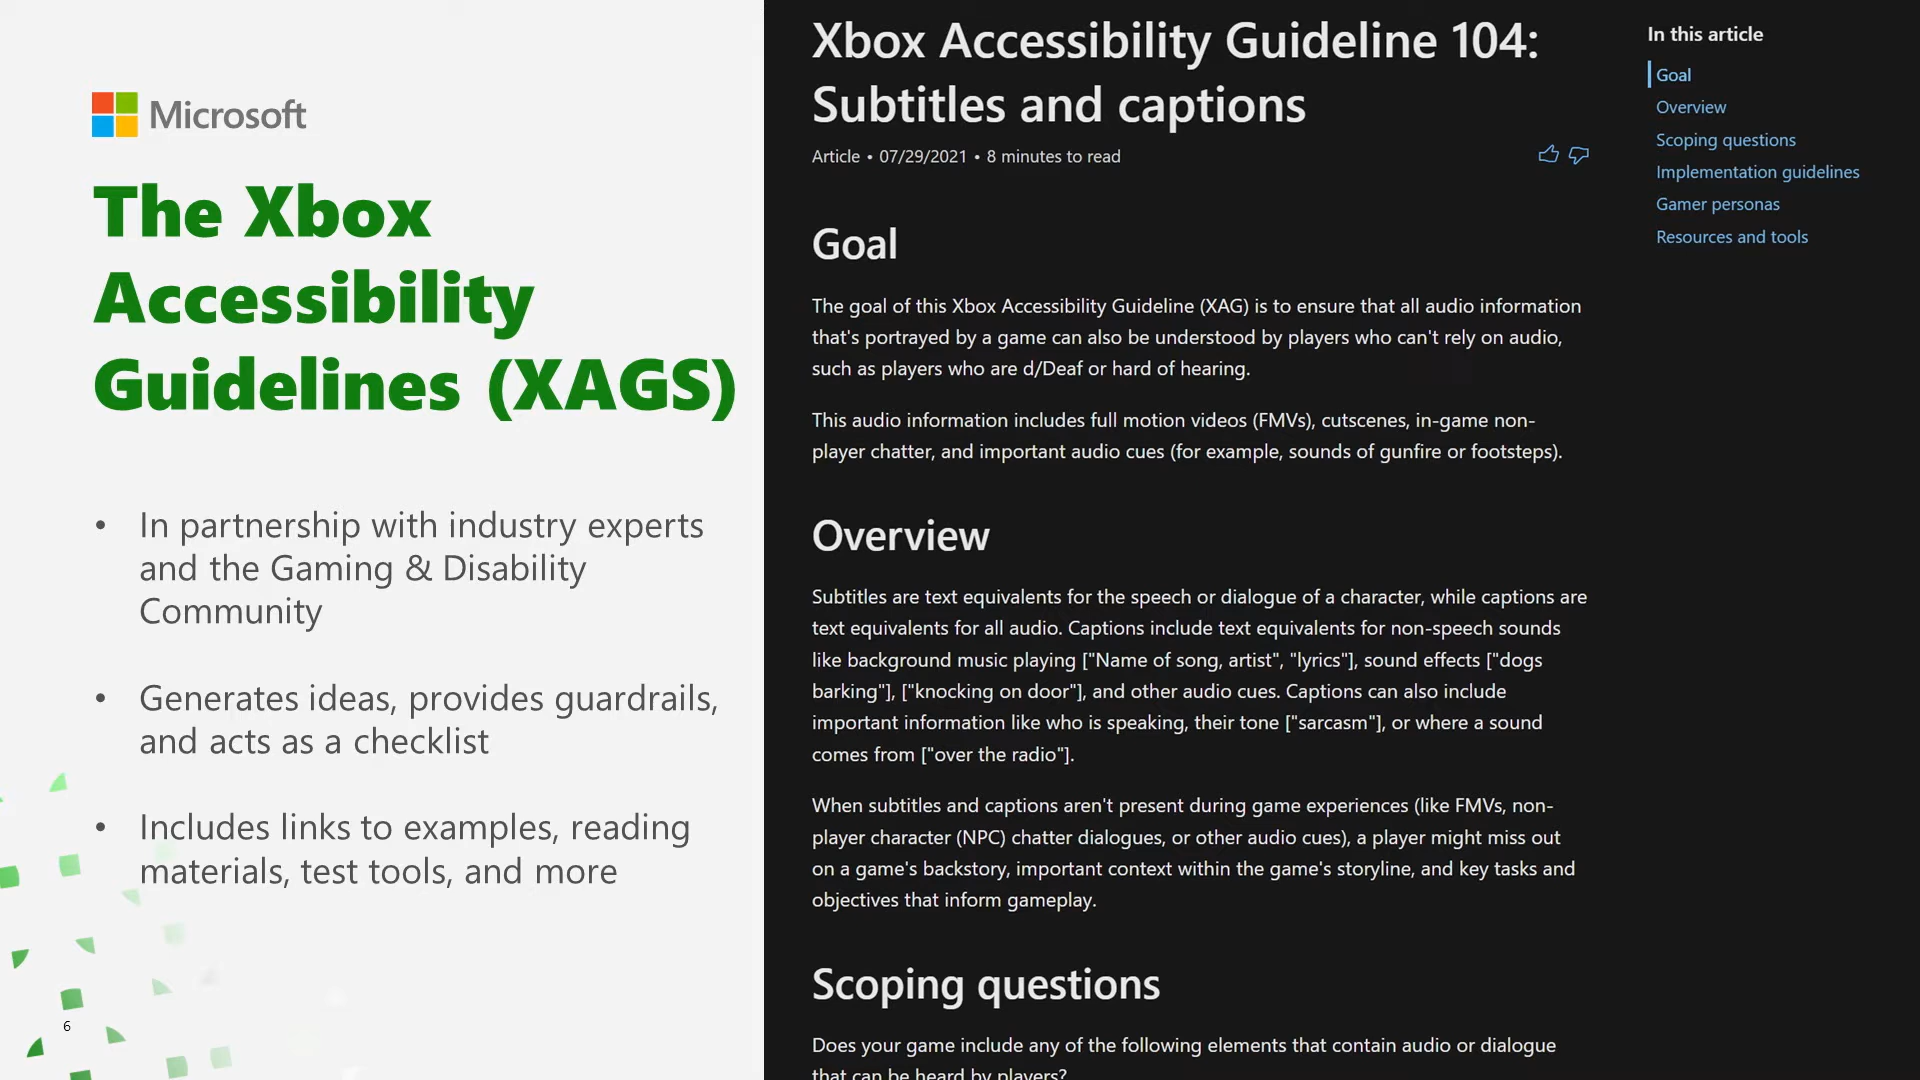 Microsoft
The Xbox
Accessibility
Guidelines (XAGS)
• In partnership with industry experts
and the Gaming & Disability
Community
• Generates ideas, provides guardrails,
and acts as a checklist
• Includes links to examples, reading
materials, test tools, and more
6
Xbox Accessibility Guideline 104:
Subtitles and captions
Article • 07/29/2021 • 8 minutes to read
Goal
The goal of this Xbox Accessibility Guideline (XAG) is to ensure that all audio information
that's portrayed by a game can also be understood by players who can't rely on audio,
such as players who are d/Deaf or hard of hearing.
This audio information includes full motion videos (FMVs), cutscenes, in-game non-
player chatter, and important audio cues (for example, sounds of gunfire or footsteps).
Overview
Subtitles are text equivalents for the speech or dialogue of a character, while captions are
text equivalents for all audio. Captions include text equivalents for non-speech sounds
like background music playing ["Name of song, artist", "lyrics"], sound effects ["dogs
barking"], ["knocking on door"], and other audio cues. Captions can also include
important information like who is speaking, their tone ["sarcasm"], or where a sound
comes from ["over the radio"].
When subtitles and captions aren't present during game experiences (like FMVs, non-
player character (NPC) chatter dialogues, or other audio cues), a player might miss out
on a game's backstory, important context within the game's storyline, and key tasks and
objectives that inform gameplay.
Scoping questions
Does your game include any of the following elements that contain audio or dialogue
that can be heard by players?
In this article
Goal
Overview
Scoping questions
Implementation guidelines
Gamer personas
Resources and tools